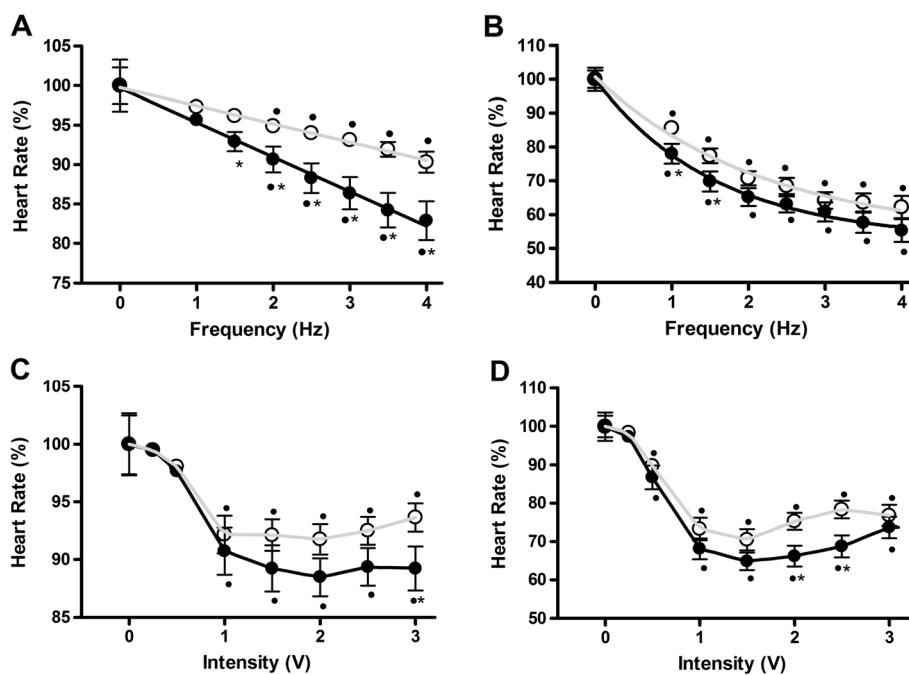 A
105
100
95
90
85
80
75
Heart Rate (%)
0 1 2 3 4
Frequency (Hz)
* • * • * • * • * • *
B
110
100
90
80
70
60
50
40
Heart Rate (%)
0 1 2 3 4
Frequency (Hz)
• * • *
C
105
100
95
90
85
Heart Rate (%)
0 1 2 3
Intensity (V)
• *
D
110
100
90
80
70
60
50
Heart Rate (%)
0 1 2 3
Intensity (V)
• * • *